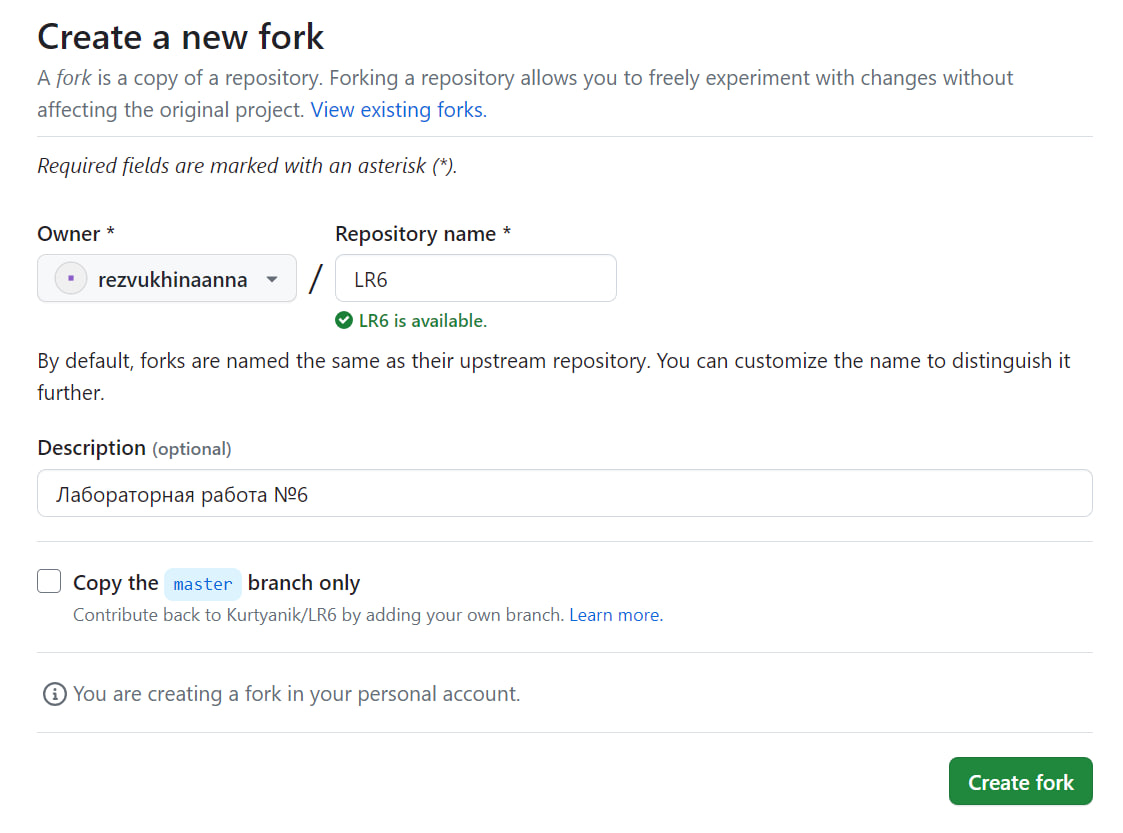 Create a new fork
A fork is a copy of a repository. Forking a repository allows you to freely experiment with changes without
affecting the original project. View existing forks.
Required fields are marked with an asterisk (*).
Owner *
Repository name *
rezvukhinaanna
/
LR6
LR6 is available.
By default, forks are named the same as their upstream repository. You can customize the name to distinguish it
further.
Description (optional)
Лабораторная работа №6
Copy the master branch only
Contribute back to Kurtyanik/LR6 by adding your own branch. Learn more.
You are creating a fork in your personal account.
Create fork